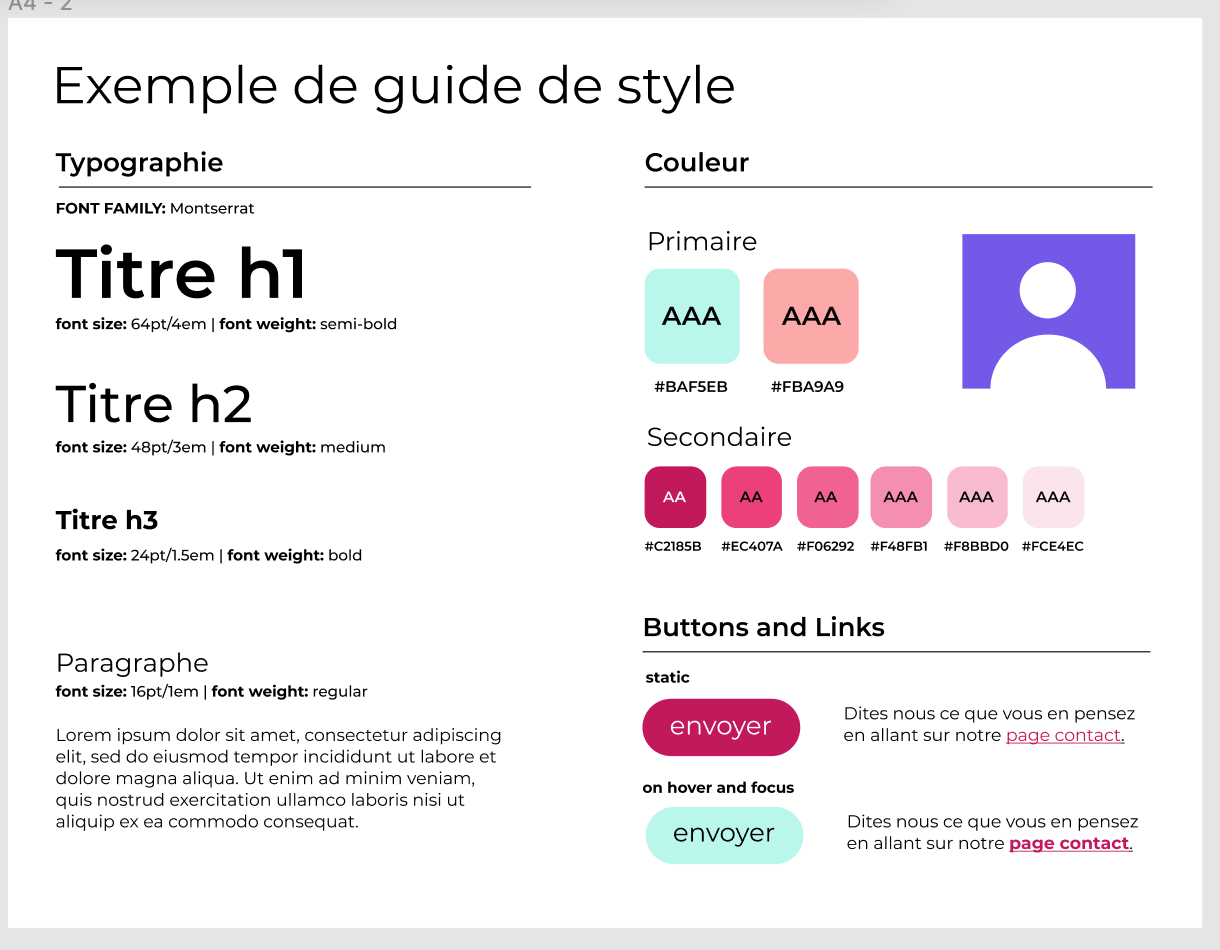 A4 - 2
Exemple de guide de style
Typographie
FONT FAMILY: Montserrat
Titre h1
font size: 64pt/4em | font weight: semi-bold
Titre h2
font size: 48pt/3em | font weight: medium
Titre h3
font size: 24pt/1.5em | font weight: bold
Paragraphe
font size: 16pt/1em | font weight: regular
Lorem ipsum dolor sit amet, consectetur adipiscing
elit, sed do eiusmod tempor incididunt ut labore et
dolore magna aliqua. Ut enim ad minim veniam,
quis nostrud exercitation ullamco laboris nisi ut
aliquip ex ea commodo consequat.
Couleur
Primaire
AAA AAA
#BAF5EB #FBA9A9
Secondaire
AA AA AA AAA AAA AAA
#C2185B #EC407A #F06292 #F48FB1 #F8BBD0 #FCE4EC
Buttons and Links
static
envoyer
Dites nous ce que vous en pensez
en allant sur notre page contact.
on hover and focus
envoyer
Dites nous ce que vous en pensez
en allant sur notre page contact.